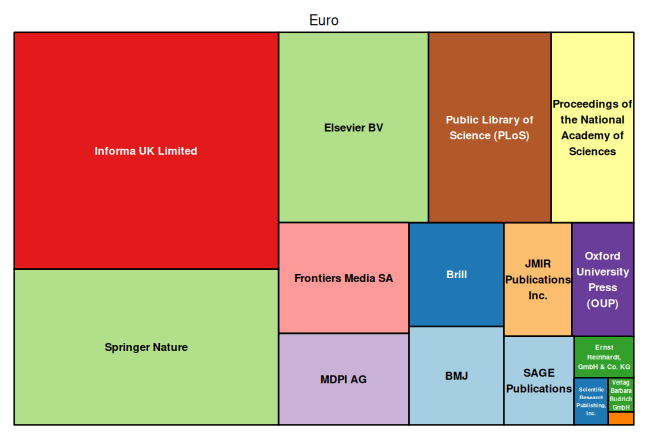 Euro
Informa UK Limited
Springer Nature
Elsevier BV
Public Library of
Science (PLoS)
Proceedings of
the National
Academy of
Sciences
Frontiers Media SA
MDPI AG
Brill
BMJ
JMIR
Publications
Inc.
SAGE
Publications
Oxford
University
Press
(OUP)
Ernst
Reinhardt,
GmbH & Co. KG
Scientific
Research
Publishing,
Inc.
Verlag
Barbara
Budrich
GmbH